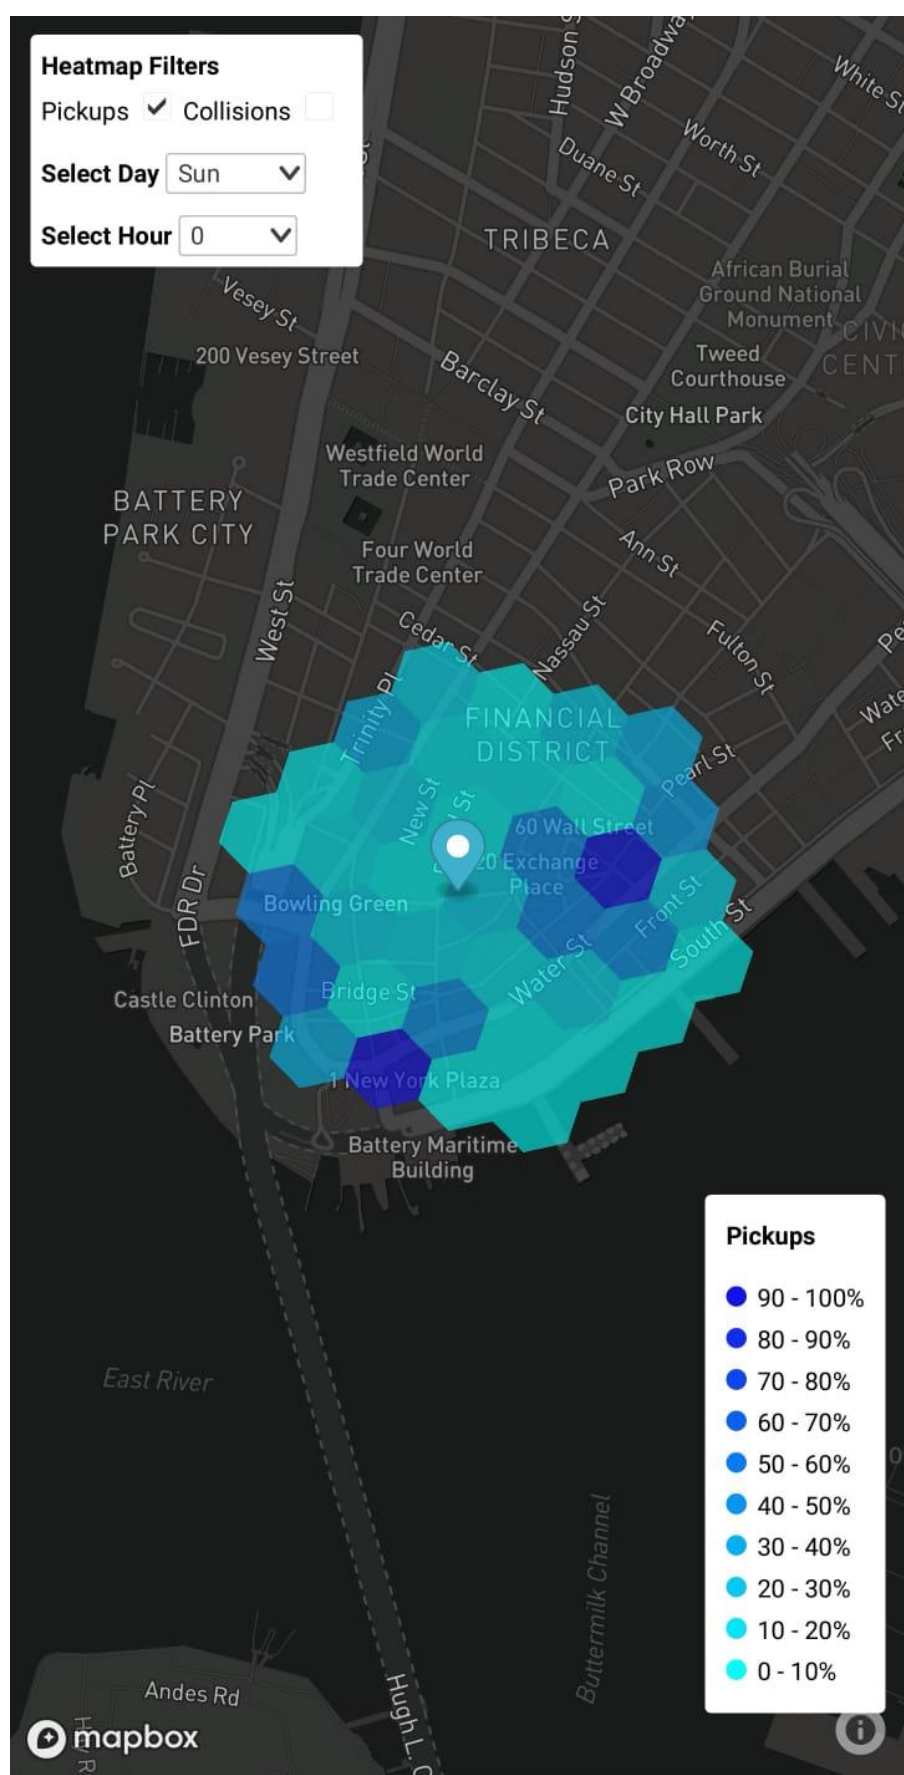 Heatmap Filters
Pickups Collisions
Select Day Sun
Select Hour 0
Hudson S
W Broadway
White St
Duane St
Worth St
TRIBECA
African Burial
Ground National
Monument
CIVIC
CENT
Vesey St
200 Vesey Street
Barclay St
Tweed
Courthouse
City Hall Park
Westfield World
Trade Center
Park Row
BATTERY
PARK CITY
Four World
Trade Center
Ann St
West St
Cedar St
Nassau St
Fulton St
Pe
Wate
Fr
Trinity Pl
FINANCIAL
DISTRICT
Pearl St
Battery Pl
New St
60 Wall Street
20 Exchange
Place
FDR Dr
Bowling Green
Front St
South St
Water St
Castle Clinton
Bridge St
Battery Park
1 New York Plaza
Battery Maritime
Building
Pickups
90 - 100%
80 - 90%
70 - 80%
60 - 70%
50 - 60%
40 - 50%
30 - 40%
20 - 30%
10 - 20%
0 - 10%
East River
Buttermilk Channel
Andes Rd
Hugh L. C
mapbox